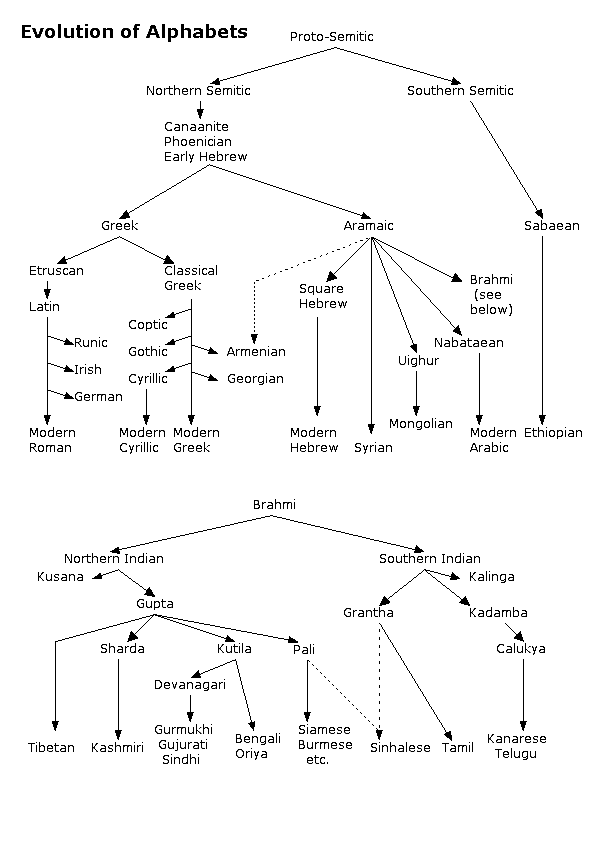 Evolution of Alphabets
Proto-Semitic
Northern Semitic
Southern Semitic
Canaanite
Phoenician
Early Hebrew
Greek
Aramaic
Sabaean
Etruscan
Classical
Greek
Square
Hebrew
Brahmi
(see
below)
Latin
Coptic
Runic
Gothic
Armenian
Nabataean
Uighur
Irish
Cyrillic
Georgian
German
Mongolian
Modern
Roman
Modern
Cyrillic
Modern
Greek
Modern
Hebrew
Syrian
Modern
Arabic
Ethiopian
Brahmi
Northern Indian
Southern Indian
Kusana
Kalinga
Gupta
Grantha
Kadamba
Sharda
Kutila
Pali
Calukya
Devanagari
Tibetan
Kashmiri
Gurmukhi
Gujurati
Sindhi
Bengali
Oriya
Siamese
Burmese
etc.
Sinhalese
Tamil
Kanarese
Telugu